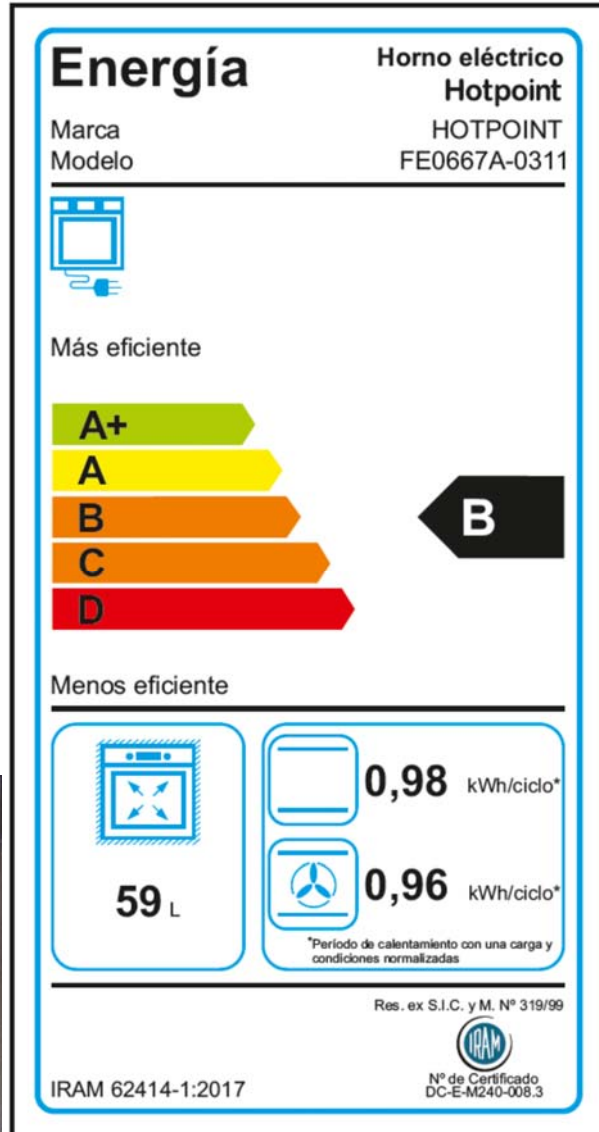 Energía
Horno eléctrico
Hotpoint
Marca HOTPOINT
Modelo FE0667A-0311
Más eficiente
A+
A
B
B
C
D
Menos eficiente
59 L
0,98 kWh/ciclo*
0,96 kWh/ciclo*
*Período de calentamiento con una carga y
condiciones normalizadas
Res. ex S.I.C. y M. Nº 319/99
IRAM
IRAM 62414-1:2017
Nº de Certificado
DC-E-M240-008.3